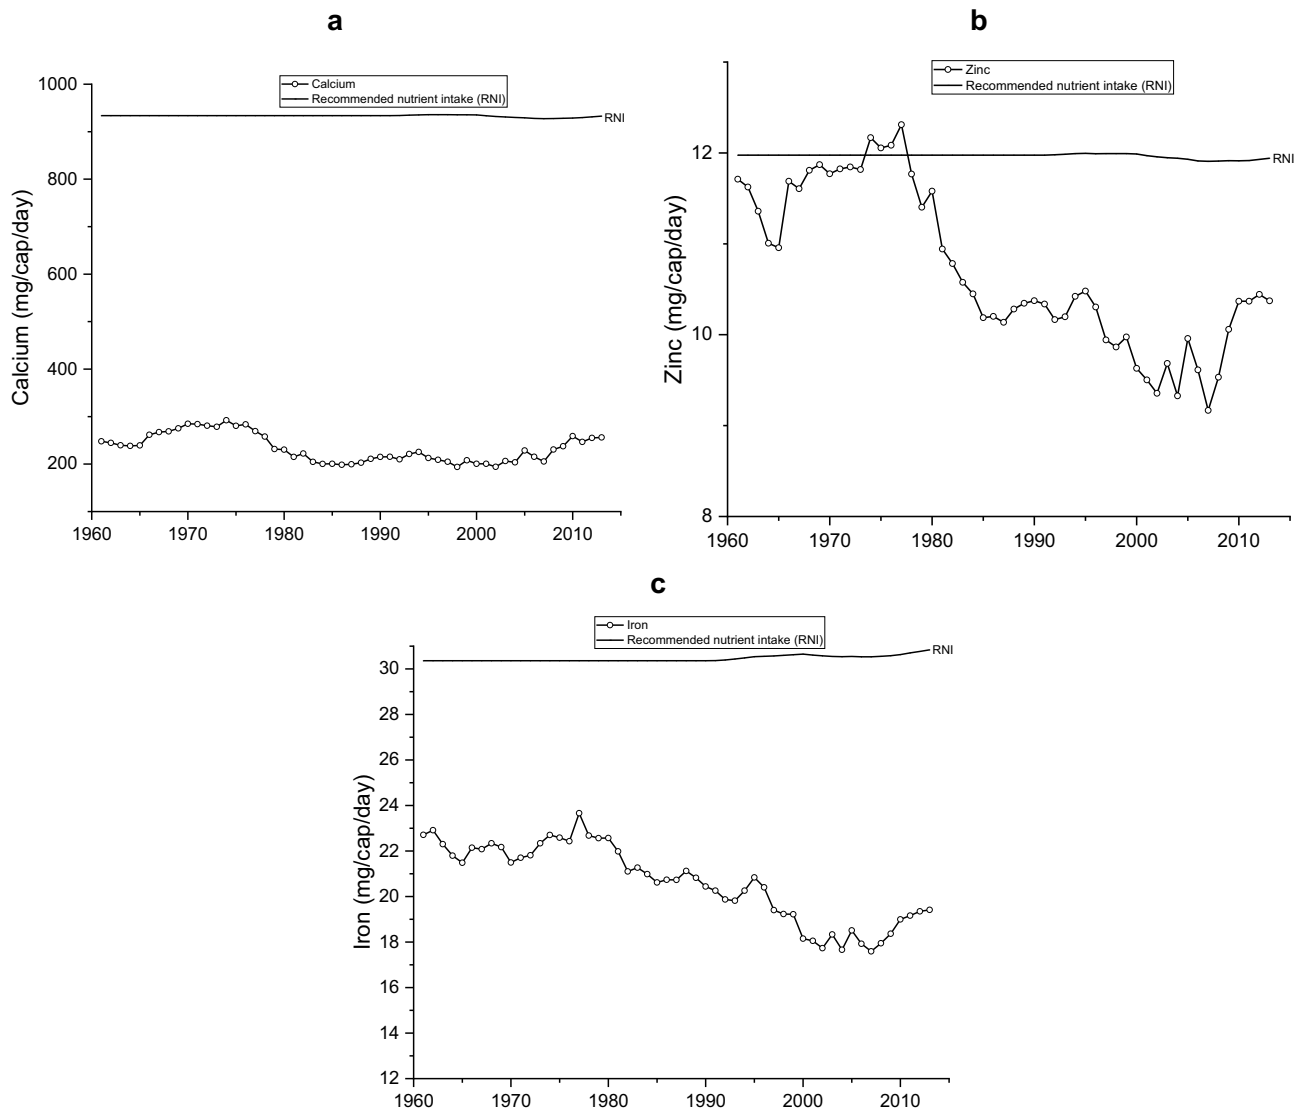 a
Calcium
Recommended nutrient intake (RNI)
RNI
1000
800
600
400
200
Calcium (mg/cap/day)
1960 1970 1980 1990 2000 2010
b
Zinc
Recommended nutrient intake (RNI)
RNI
12
10
8
Zinc (mg/cap/day)
1960 1970 1980 1990 2000 2010
c
Iron
Recommended nutrient intake (RNI)
RNI
30
28
26
24
22
20
18
16
14
12
Iron (mg/cap/day)
1960 1970 1980 1990 2000 2010